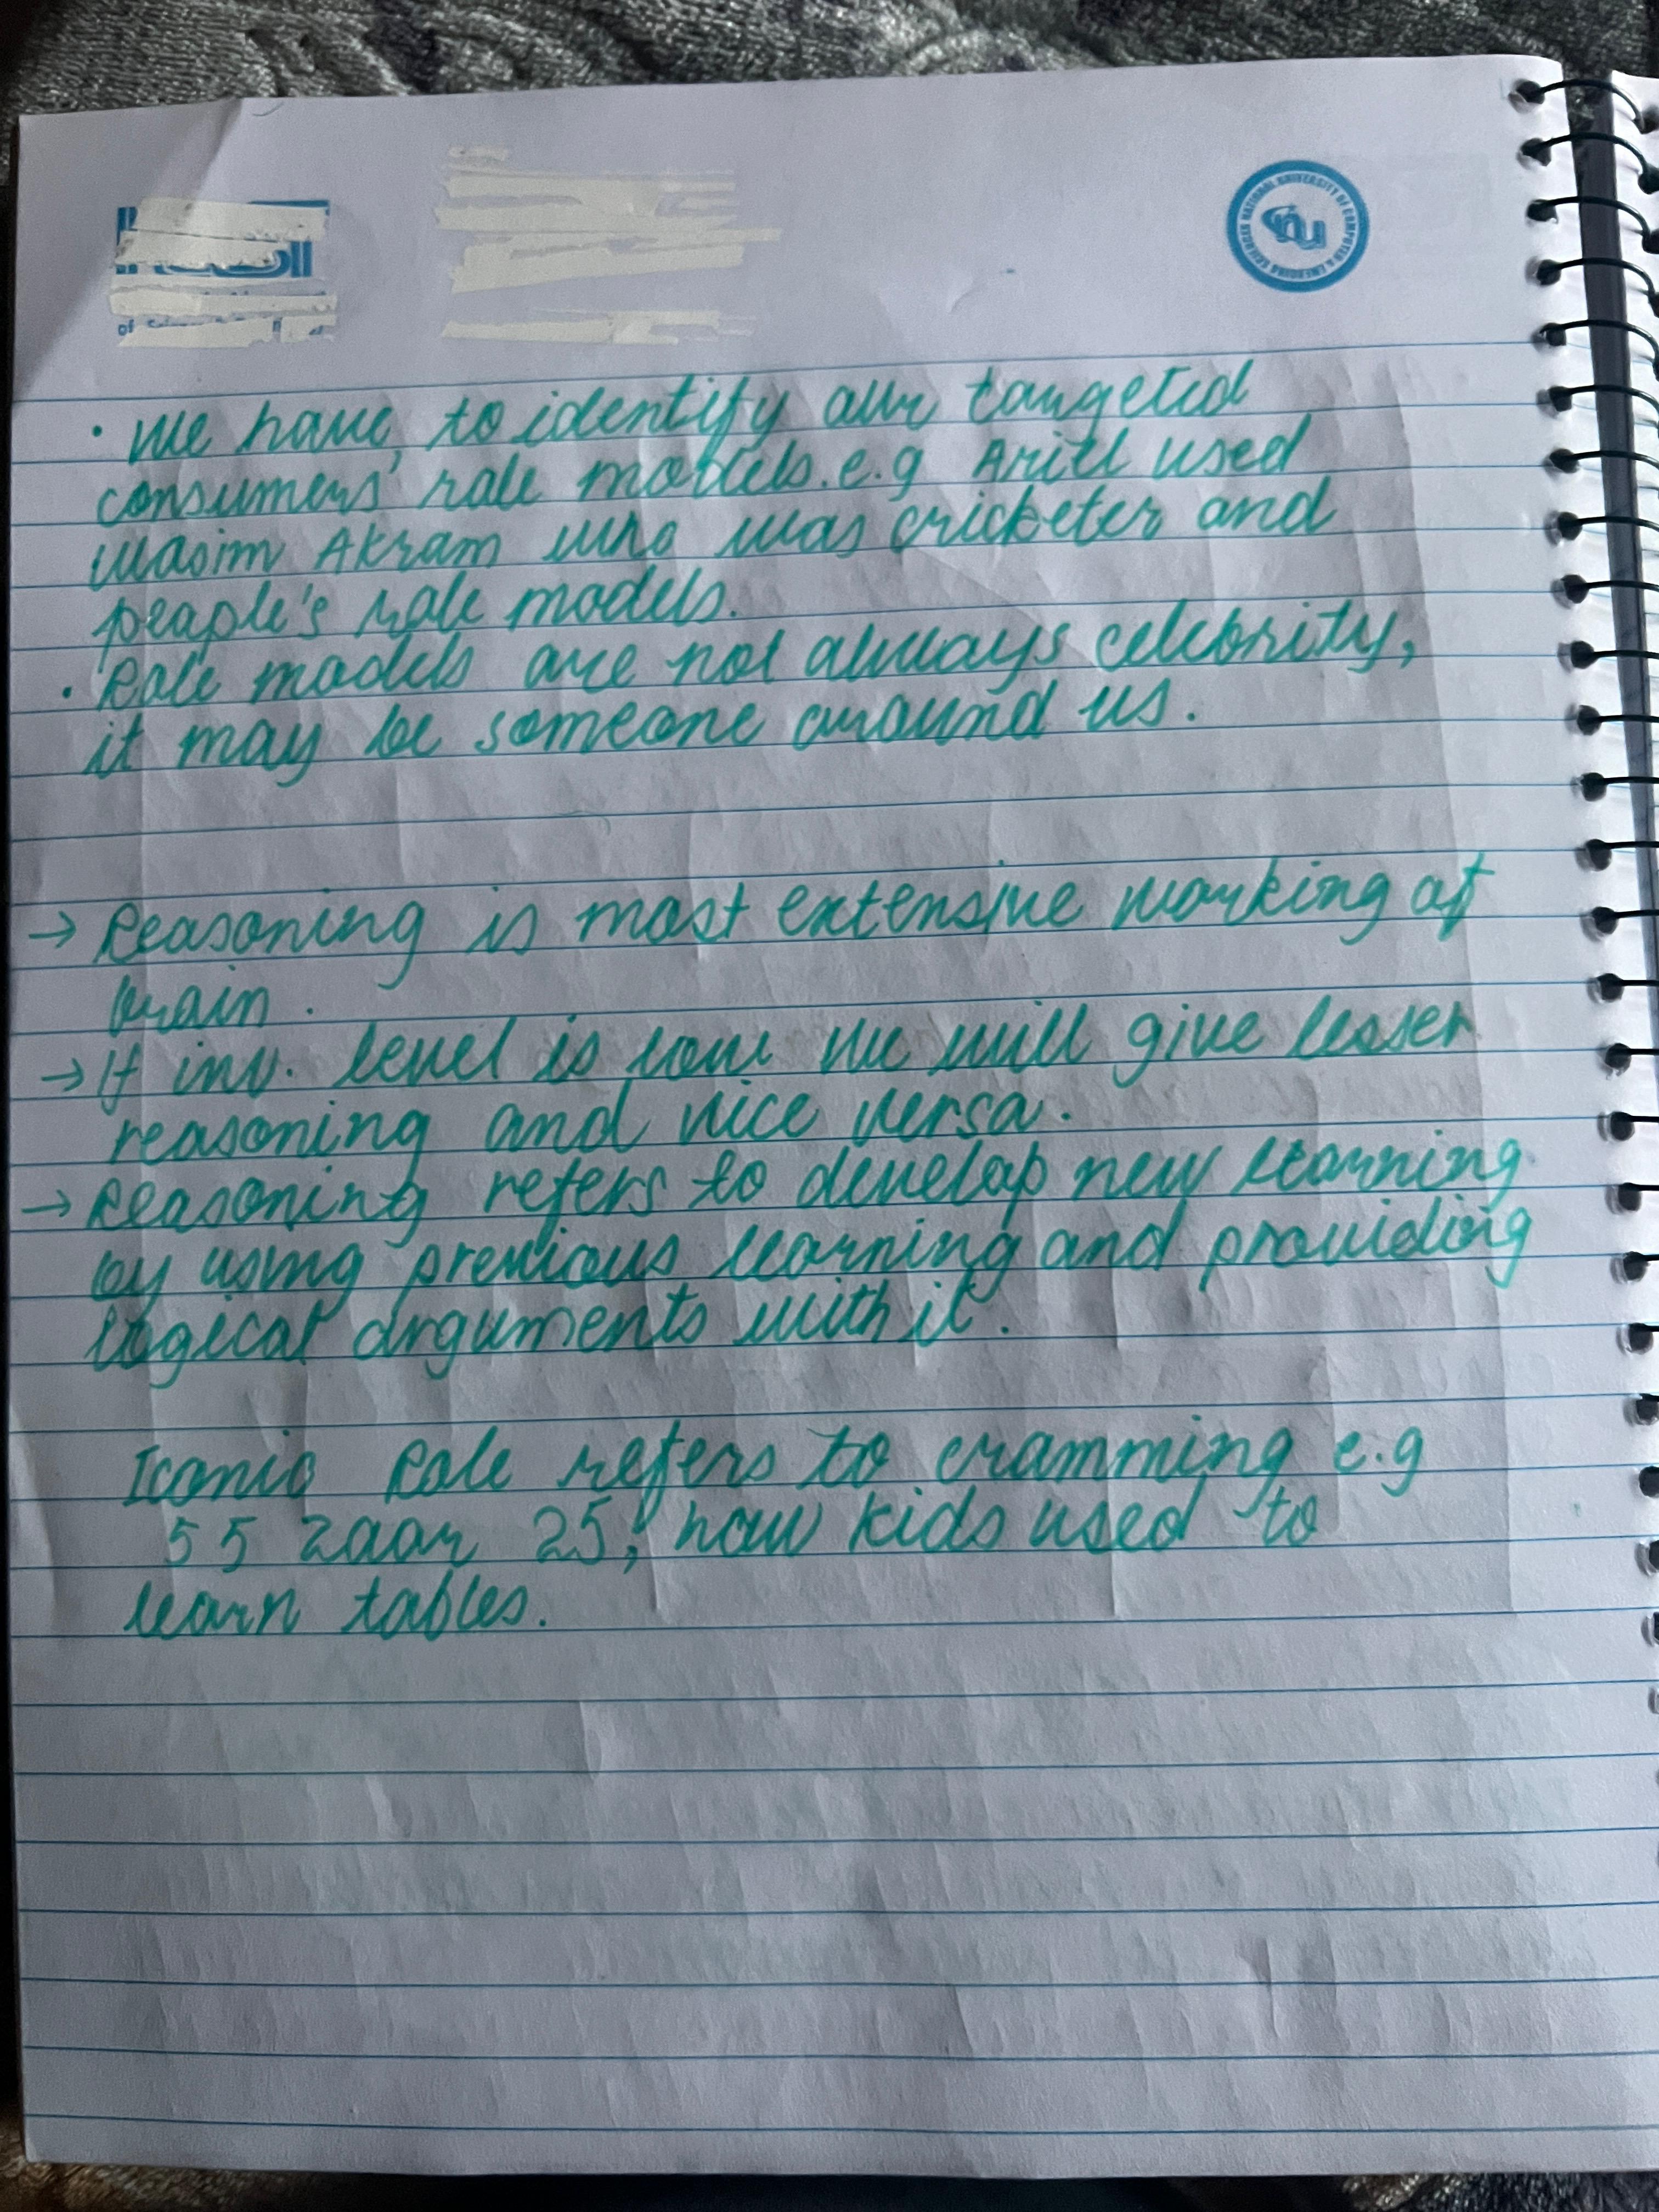 of
NATIONAL UNIVERSITY OF COMPUTER & EMERGING SCIENCES
nu
· We have to identify our targeted
consumers' role models. e.g Ariel used
Wasim Akram who was cricketer and
people's role models.
· Role models are not always celebrity,
it may be someone around us.
→ Reasoning is most extensive working of
brain.
→ If inv. level is low we will give lesser
reasoning and vice versa.
→ Reasoning refers to develop new learning
by using previous learning and providing
logical arguments with it.
Iconic Role refers to cramming e.g
5 5 zaar 25, how kids used to
learn tables.